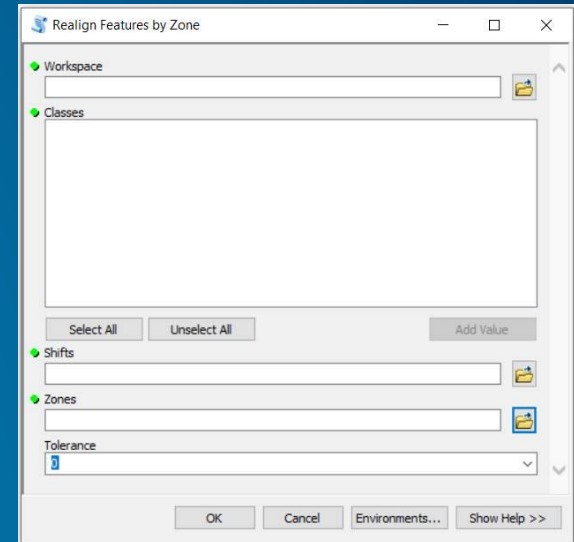 Realign Features by Zone
Workspace
Classes
Select All Unselect All Add Value
Shifts
Zones
Tolerance
0
OK Cancel Environments... Show Help >>